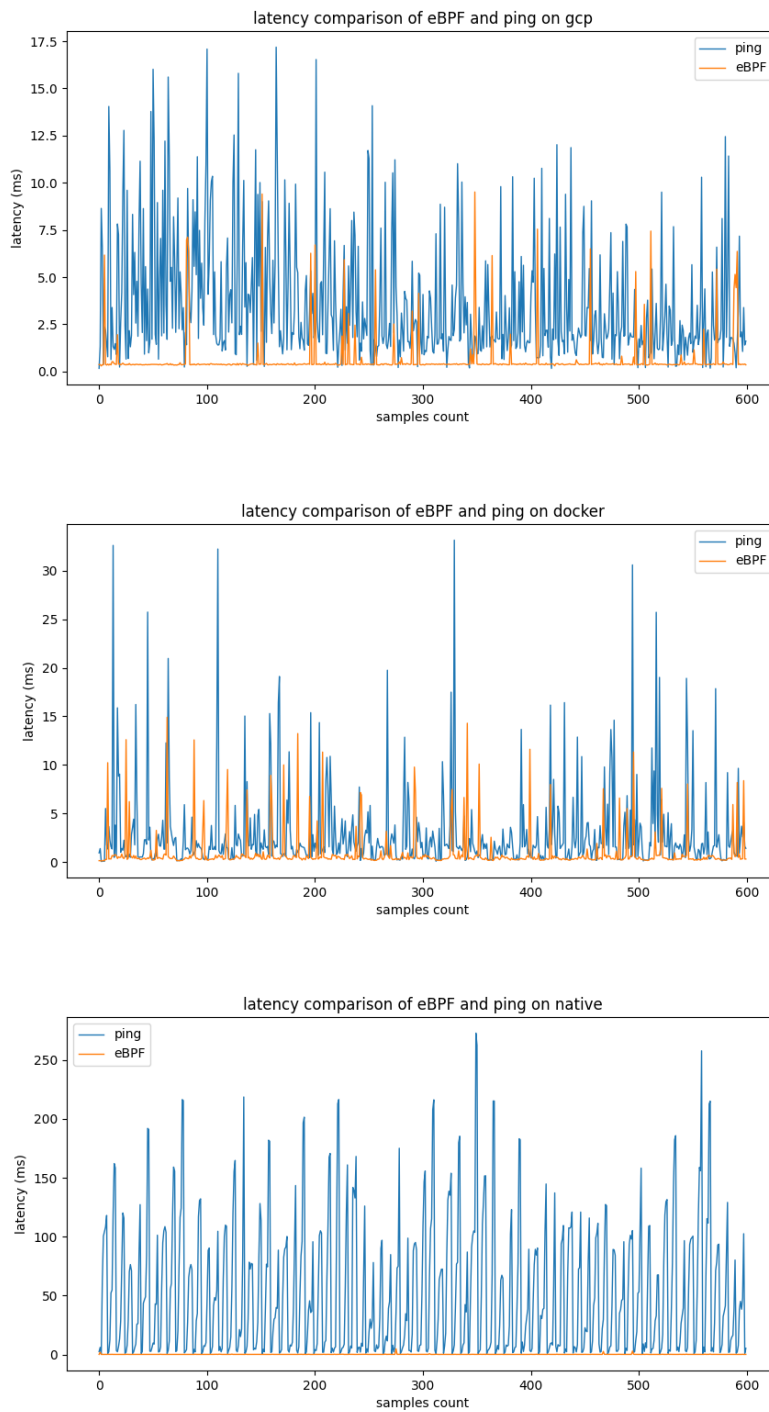 latency comparison of eBPF and ping on gcp
17.5
15.0
12.5
10.0
7.5
5.0
2.5
0.0
latency (ms)
ping
eBPF
0 100 200 300 400 500 600
samples count
latency comparison of eBPF and ping on docker
30
25
20
15
10
5
0
latency (ms)
ping
eBPF
0 100 200 300 400 500 600
samples count
latency comparison of eBPF and ping on native
250
200
150
100
50
0
latency (ms)
ping
eBPF
0 100 200 300 400 500 600
samples count